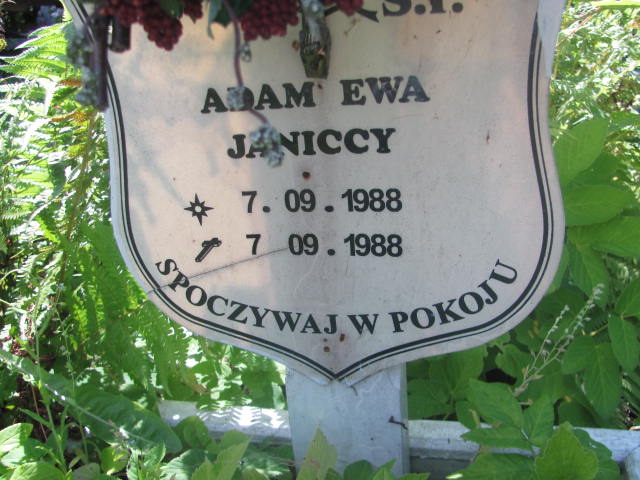 Ś.P.
ADAM EWA
JANICCY
7. 09. 1988
7 09. 1988
SPOCZYWAJ W POKOJU